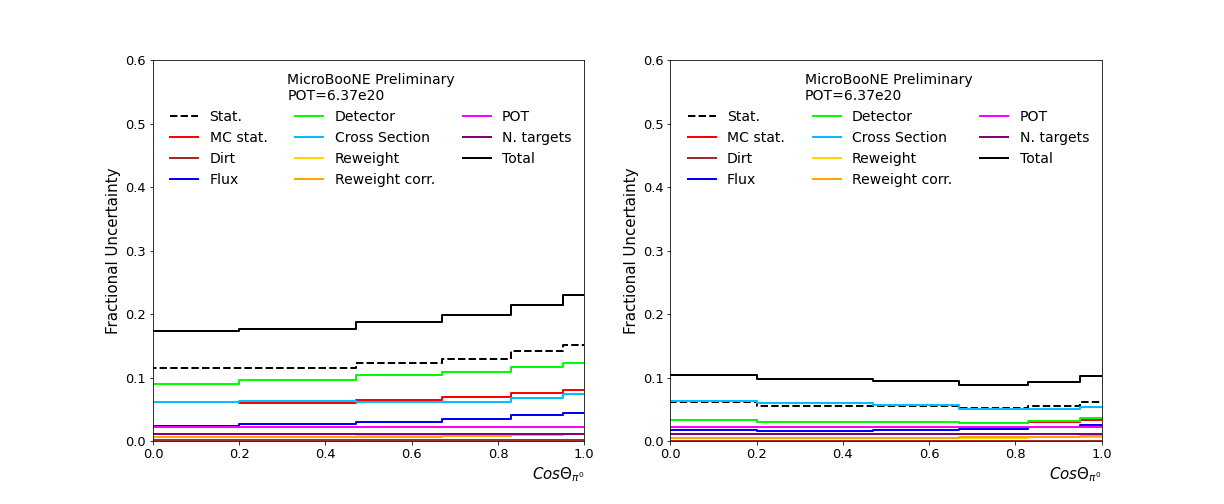 MicroBooNE Preliminary
POT=6.37e20
Stat.
MC stat.
Dirt
Flux
Detector
Cross Section
Reweight
Reweight corr.
POT
N. targets
Total
Fractional Uncertainty
0.6
0.5
0.4
0.3
0.2
0.1
0.0
0.0 0.2 0.4 0.6 0.8 1.0
CosΘπ⁰
MicroBooNE Preliminary
POT=6.37e20
Stat.
MC stat.
Dirt
Flux
Detector
Cross Section
Reweight
Reweight corr.
POT
N. targets
Total
Fractional Uncertainty
0.6
0.5
0.4
0.3
0.2
0.1
0.0
0.0 0.2 0.4 0.6 0.8 1.0
CosΘπ⁰